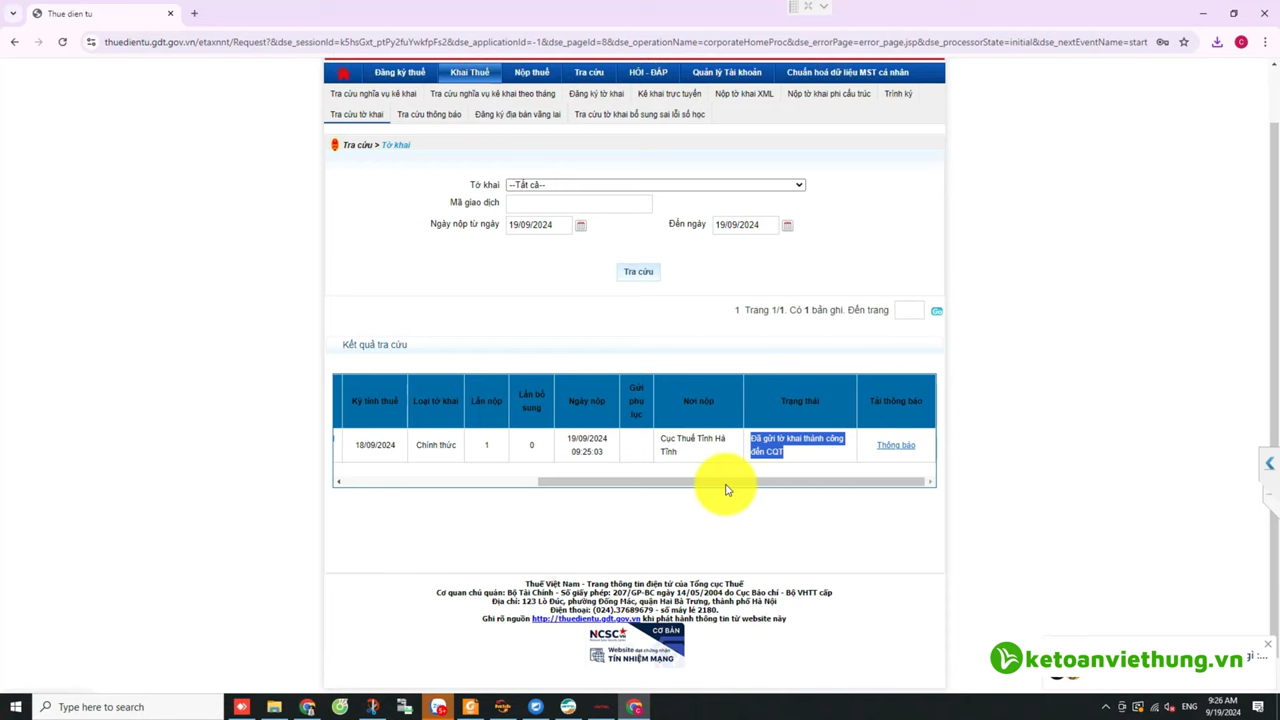 Thue dien tu
thuedientu.gdt.gov.vn/etaxnnt/Request?&dse_sessionId=k5hsGxt_ptPy2fuYwkfpFs2&dse_applicationId=-1&dse_pageId=8&dse_operationName=corporateHomeProc&dse_errorPage=error_page.jsp&dse_processorState=initial&dse_nextEventName=start
Đăng ký thuế Khai Thuế Nộp thuế Tra cứu HỎI - ĐÁP Quản lý Tài khoản Chuẩn hoá dữ liệu MST cá nhân
Tra cứu nghĩa vụ kê khai Tra cứu nghĩa vụ kê khai theo tháng Đăng ký tờ khai Kê khai trực tuyến Nộp tờ khai XML Nộp tờ khai phi cấu trúc Trình ký
Tra cứu tờ khai Tra cứu thông báo Đăng ký địa bàn vãng lai Tra cứu tờ khai bổ sung sai lỗi số học
Tra cứu > Tờ khai
Tờ khai --Tất cả--
Mã giao dịch
Ngày nộp từ ngày 19/09/2024 Đến ngày 19/09/2024
Tra cứu
1 Trang 1/1. Có 1 bản ghi. Đến trang Go
Kết quả tra cứu
Kỳ tính thuế Loại tờ khai Lần nộp Lần bổ sung Ngày nộp Gửi phụ lục Nơi nộp Trạng thái Tải thông báo
18/09/2024 Chính thức 1 0 19/09/2024 09:25:03 Cục Thuế Tỉnh Hà Tĩnh Đã gửi tờ khai thành công đến CQT Thông báo
Thuế Việt Nam - Trang thông tin điện tử của Tổng cục Thuế
Cơ quan chủ quản: Bộ Tài Chính - Số giấy phép: 207/GP-BC ngày 14/05/2004 do Cục Báo chí - Bộ VHTT cấp
Địa chỉ: 123 Lò Đúc, phường Đống Mác, quận Hai Bà Trưng, thành phố Hà Nội
Điện thoại: (024).37689679 - số máy lẻ 2180.
Ghi rõ nguồn http://thuedientu.gdt.gov.vn khi phát hành thông tin từ website này
NCSC CƠ BẢN
Website đạt chứng nhận
TÍN NHIỆM MẠNG
ketoanviethung.vn
Type here to search
ENG
9:26 AM
9/19/2024